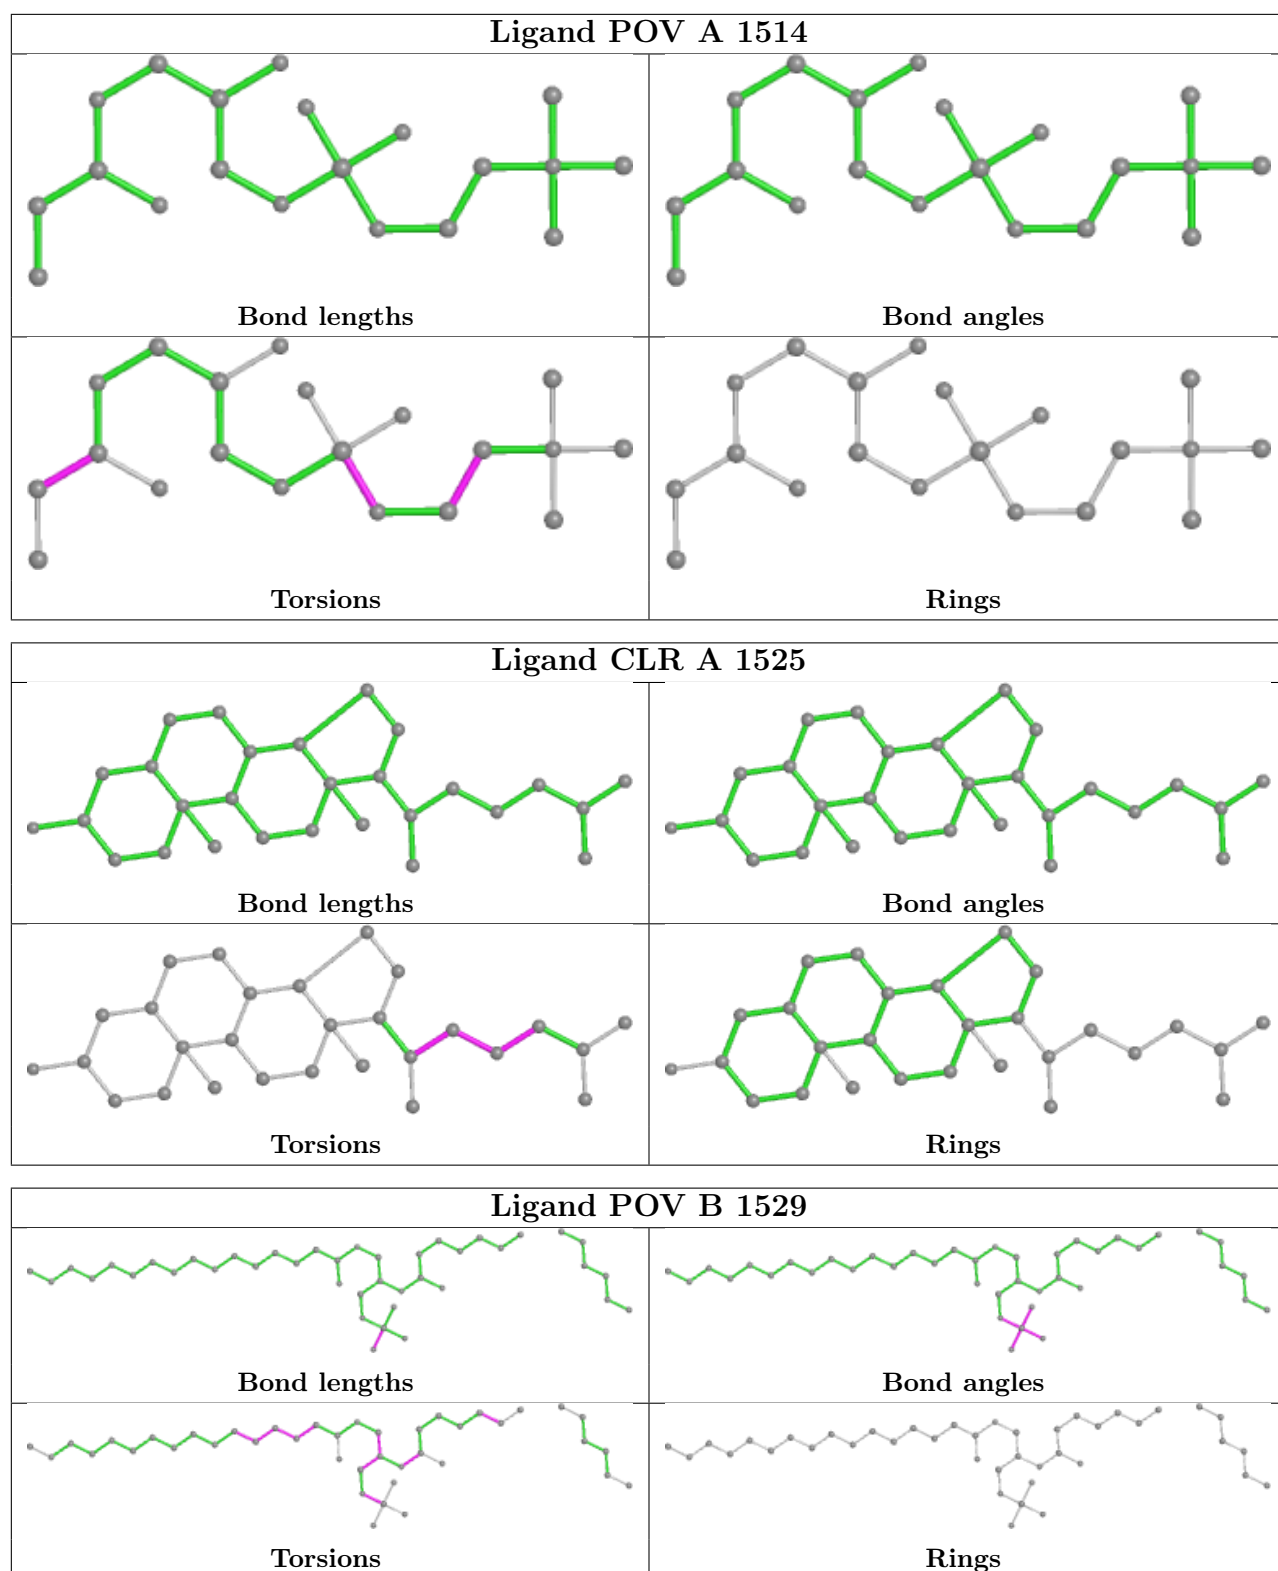 Ligand POV A 1514
Bond lengths
Bond angles
Torsions
Rings
Ligand CLR A 1525
Bond lengths
Bond angles
Torsions
Rings
Ligand POV B 1529
Bond lengths
Bond angles
Torsions
Rings